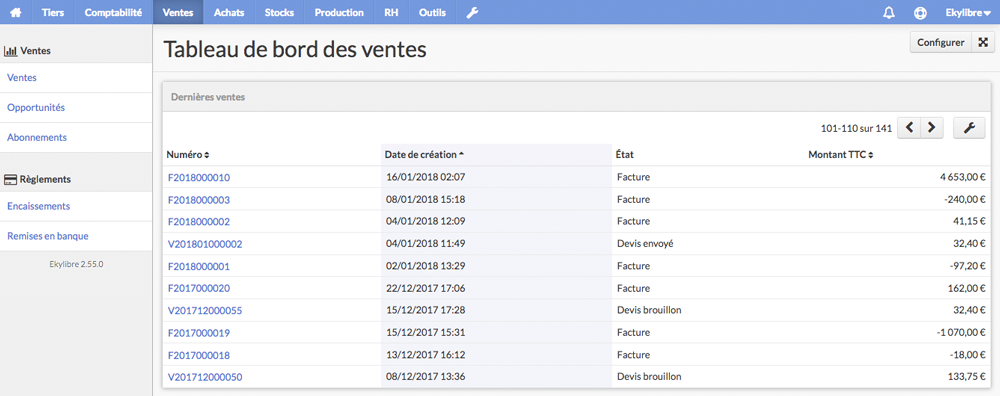 Tiers Comptabilité Ventes Achats Stocks Production RH Outils Ekylibre
Tableau de bord des ventes
Configurer
Ventes
Ventes
Opportunités
Abonnements
Règlements
Encaissements
Remises en banque
Ekylibre 2.55.0
Dernières ventes
101-110 sur 141
Numéro Date de création État Montant TTC
F2018000010 16/01/2018 02:07 Facture 4 653,00 €
F2018000003 08/01/2018 15:18 Facture -240,00 €
F2018000002 04/01/2018 12:09 Facture 41,15 €
V201801000002 04/01/2018 11:49 Devis envoyé 32,40 €
F2018000001 02/01/2018 13:29 Facture -97,20 €
F2017000020 22/12/2017 17:06 Facture 162,00 €
V201712000055 15/12/2017 17:28 Devis brouillon 32,40 €
F2017000019 15/12/2017 15:31 Facture -1 070,00 €
F2017000018 13/12/2017 16:12 Facture -18,00 €
V201712000050 08/12/2017 13:36 Devis brouillon 133,75 €